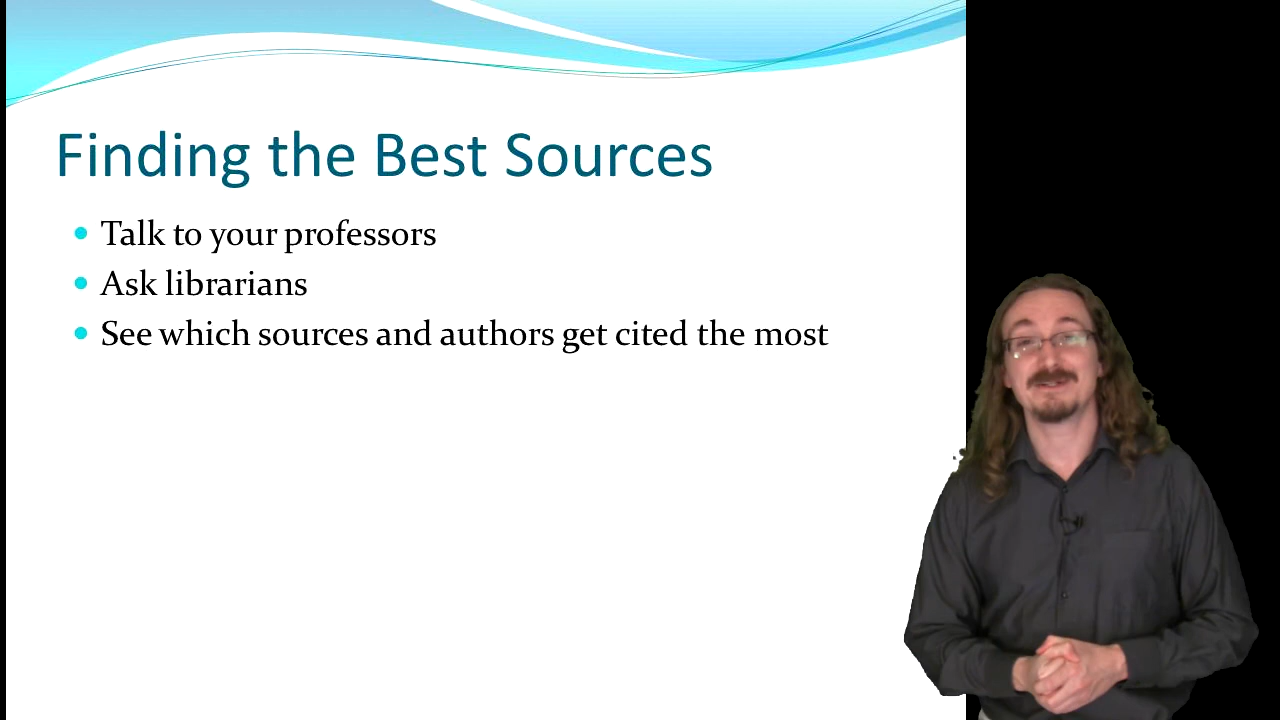 Finding the Best Sources
Talk to your professors
Ask librarians
See which sources and authors get cited the most